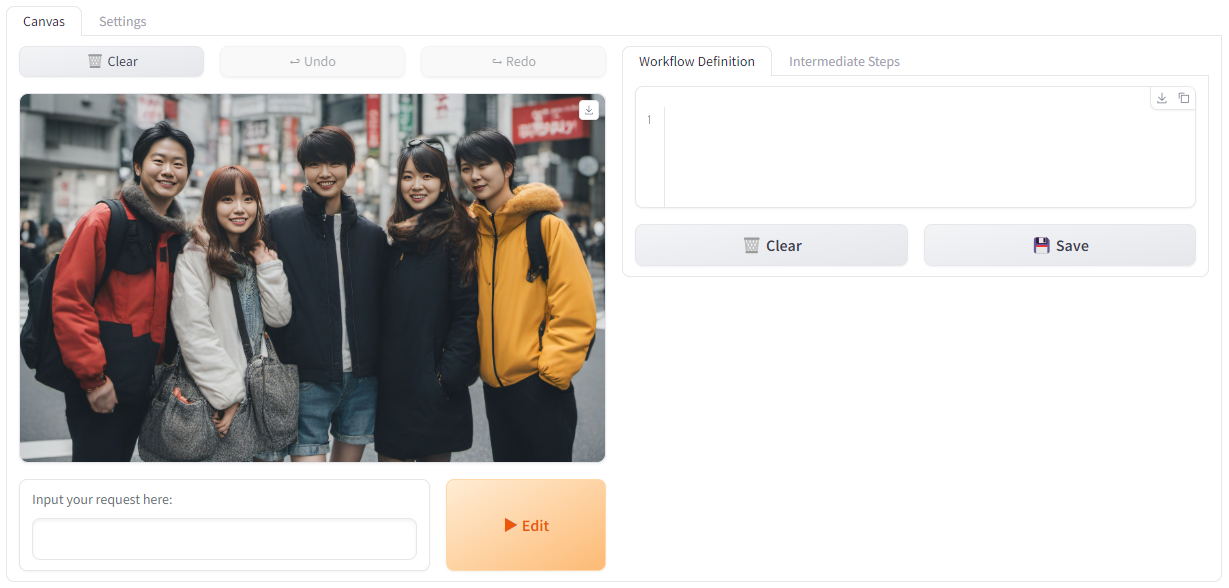 Canvas
Settings
Clear
Undo
Redo
Workflow Definition
Intermediate Steps
1
Clear
Save
Input your request here:
Edit